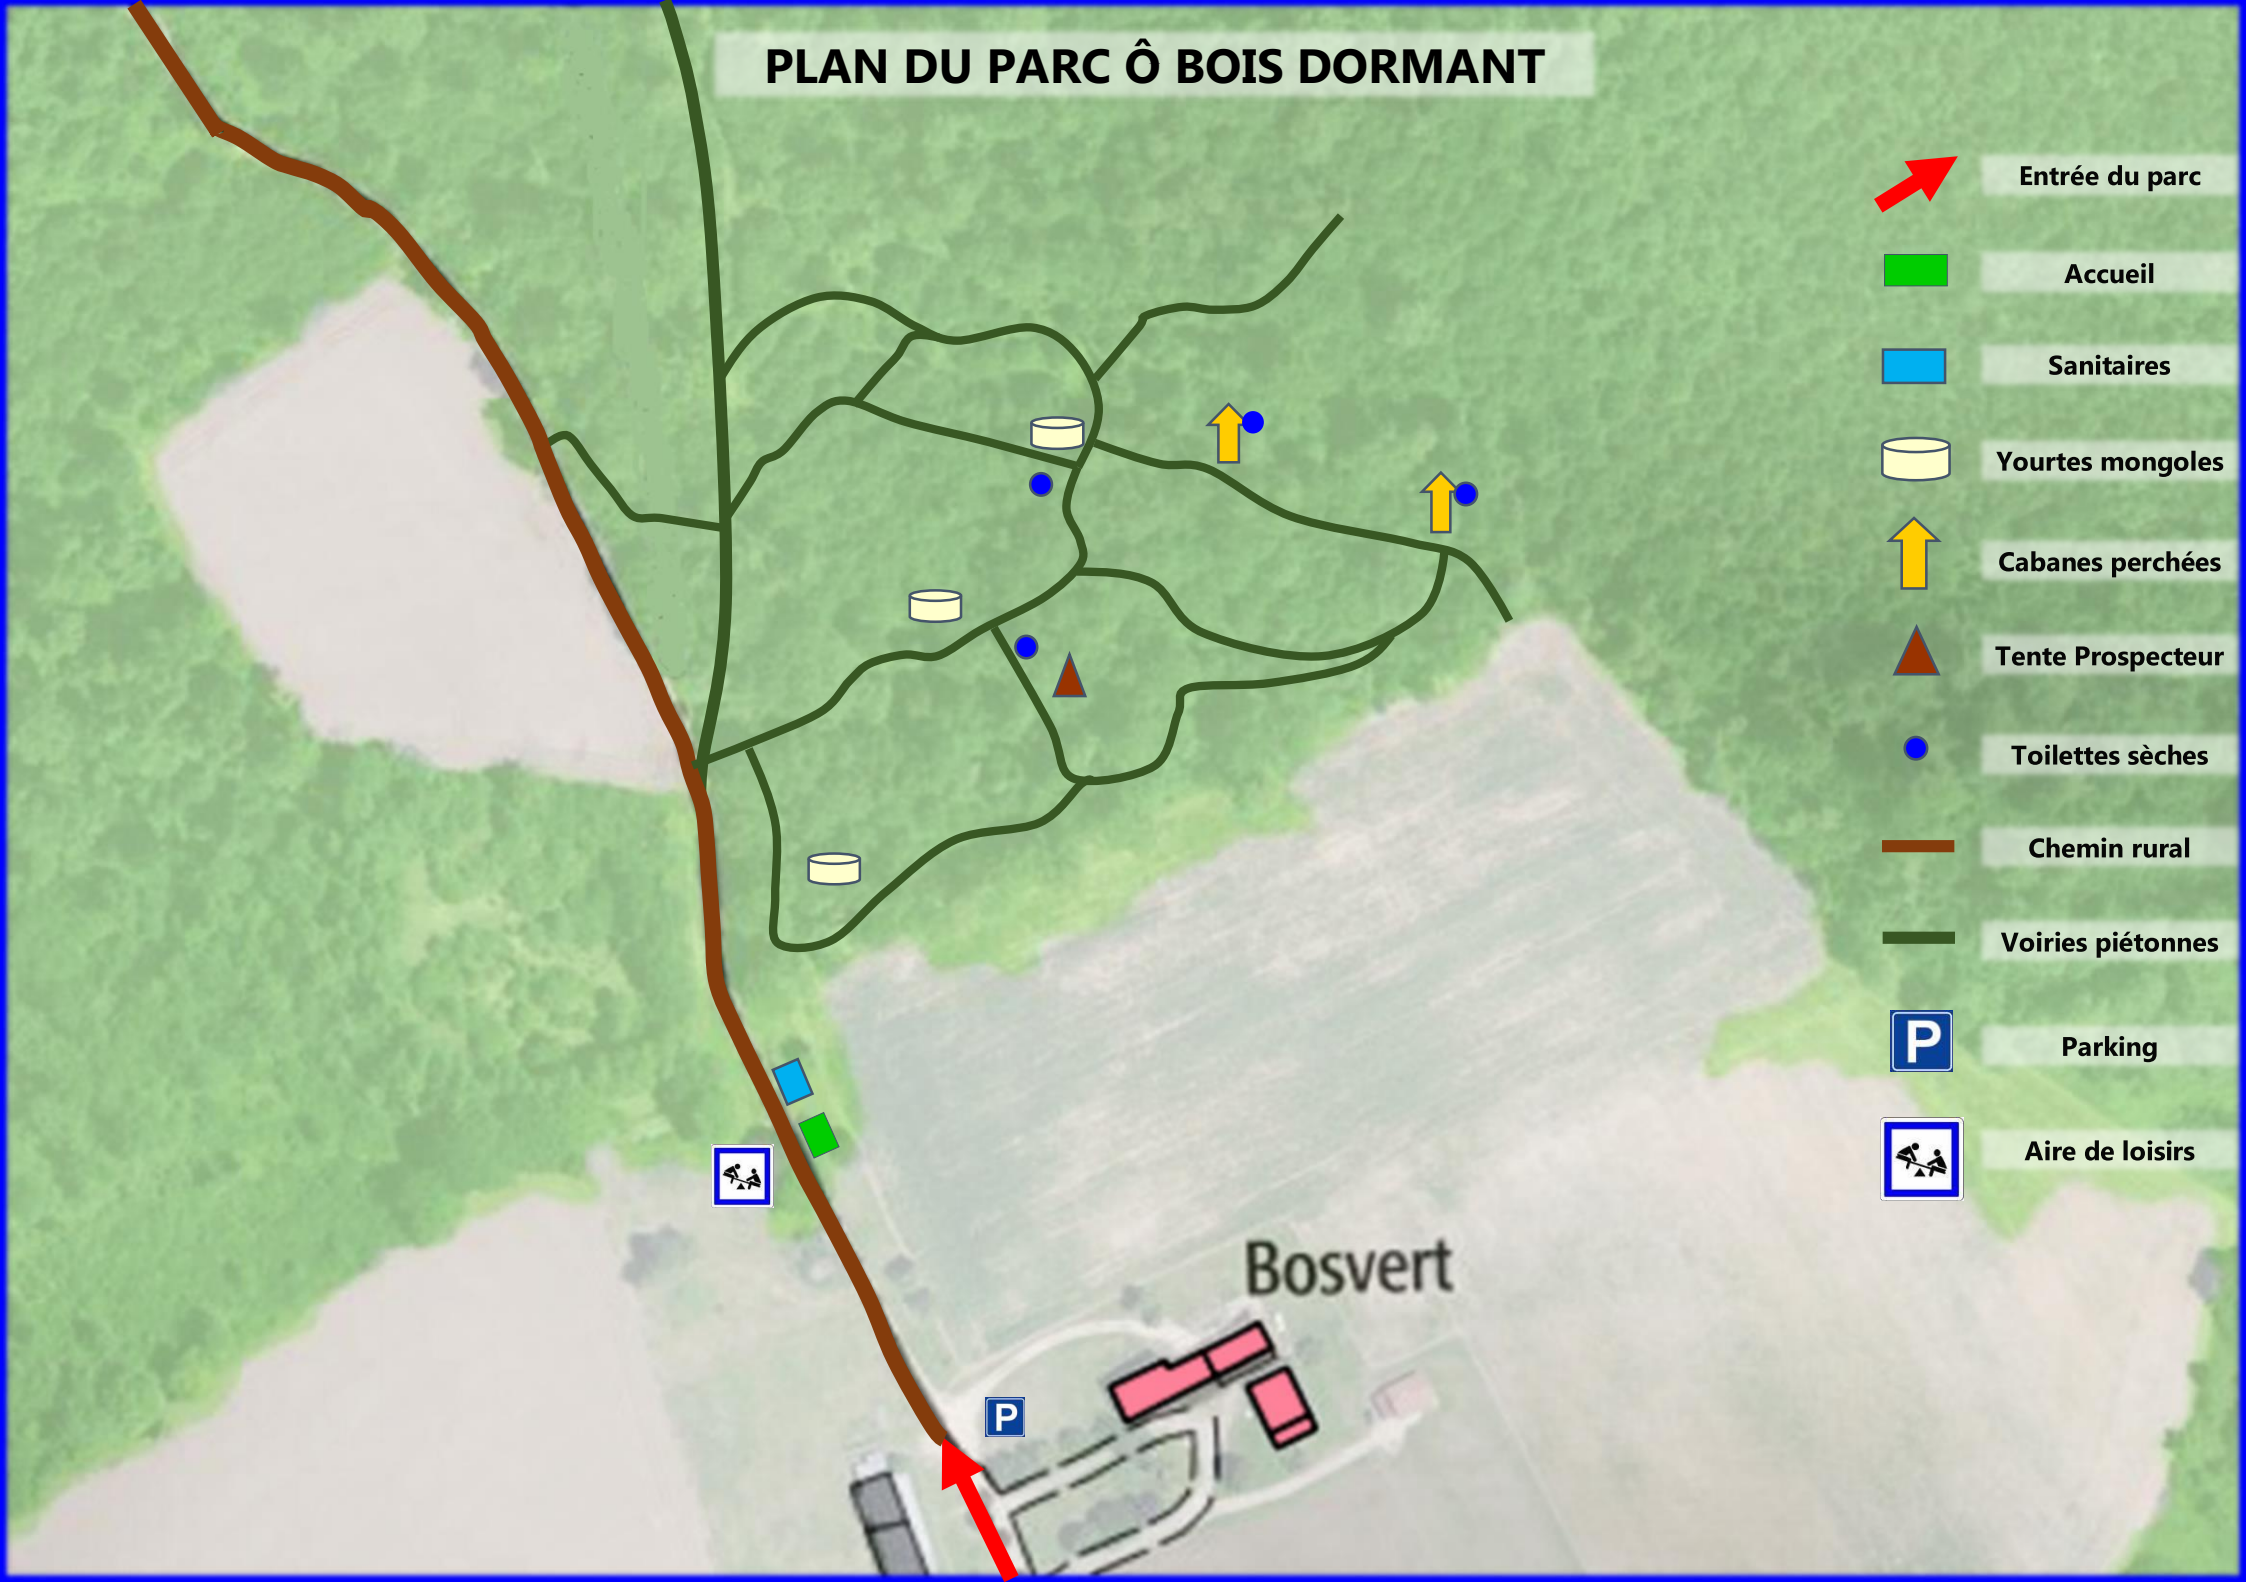 PLAN DU PARC Ô BOIS DORMANT
Entrée du parc
Accueil
Sanitaires
Yourtes mongoles
Cabanes perchées
Tente Prospecteur
Toilettes sèches
Chemin rural
Voiries piétonnes
P Parking
Aire de loisirs
Bosvert
P